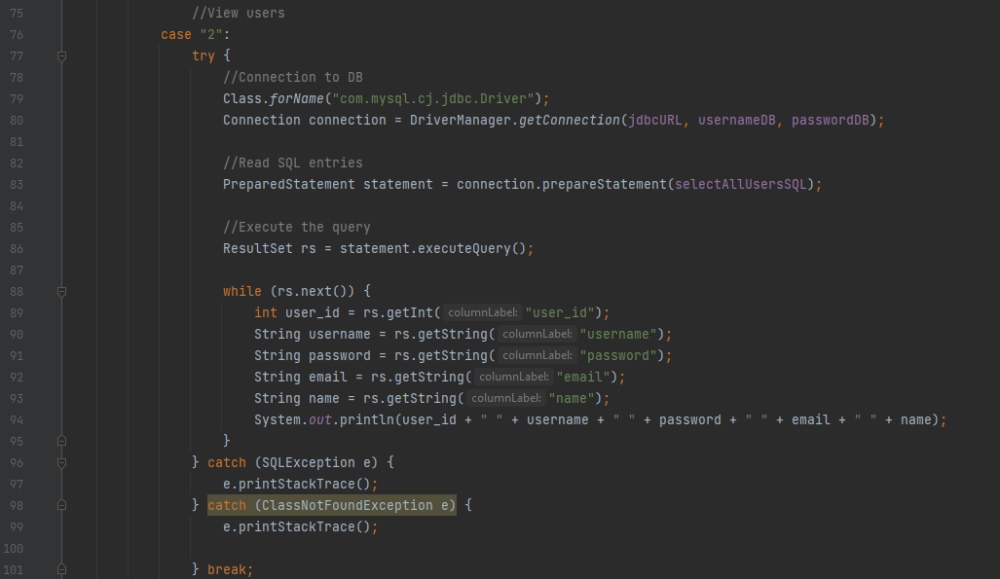 75 //View users
76 case "2":
77 try {
78 //Connection to DB
79 Class.forName("com.mysql.cj.jdbc.Driver");
80 Connection connection = DriverManager.getConnection(jdbcURL, usernameDB, passwordDB);
81
82 //Read SQL entries
83 PreparedStatement statement = connection.prepareStatement(selectAllUsersSQL);
84
85 //Execute the query
86 ResultSet rs = statement.executeQuery();
87
88 while (rs.next()) {
89 int user_id = rs.getInt( columnLabel: "user_id");
90 String username = rs.getString( columnLabel: "username");
91 String password = rs.getString( columnLabel: "password");
92 String email = rs.getString( columnLabel: "email");
93 String name = rs.getString( columnLabel: "name");
94 System.out.println(user_id + " " + username + " " + password + " " + email + " " + name);
95 }
96 } catch (SQLException e) {
97 e.printStackTrace();
98 } catch (ClassNotFoundException e) {
99 e.printStackTrace();
100
101 } break;